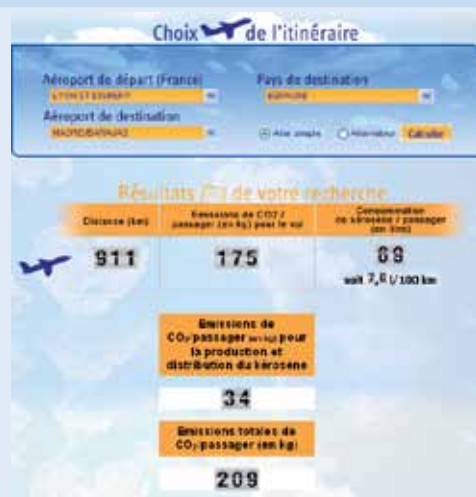 Choix de l'itinéraire
Aéroport de départ (France) Pays de destination
LYON ST EXUPERY ESPAGNE
Aéroport de destination
MADRID/BARAJAS Aller simple Aller-retour Calculer
Résultats de votre recherche
Distance (km) Emissions de CO2 / passager (en kg) pour le vol Consommation de kérosène / passager
911 175 69
soit 7,6 l/100 km
Emissions de
CO2/passager (en kg) pour
la production et
distribution du kérosène
34
Emissions totales de
CO2/passager (en kg)
209